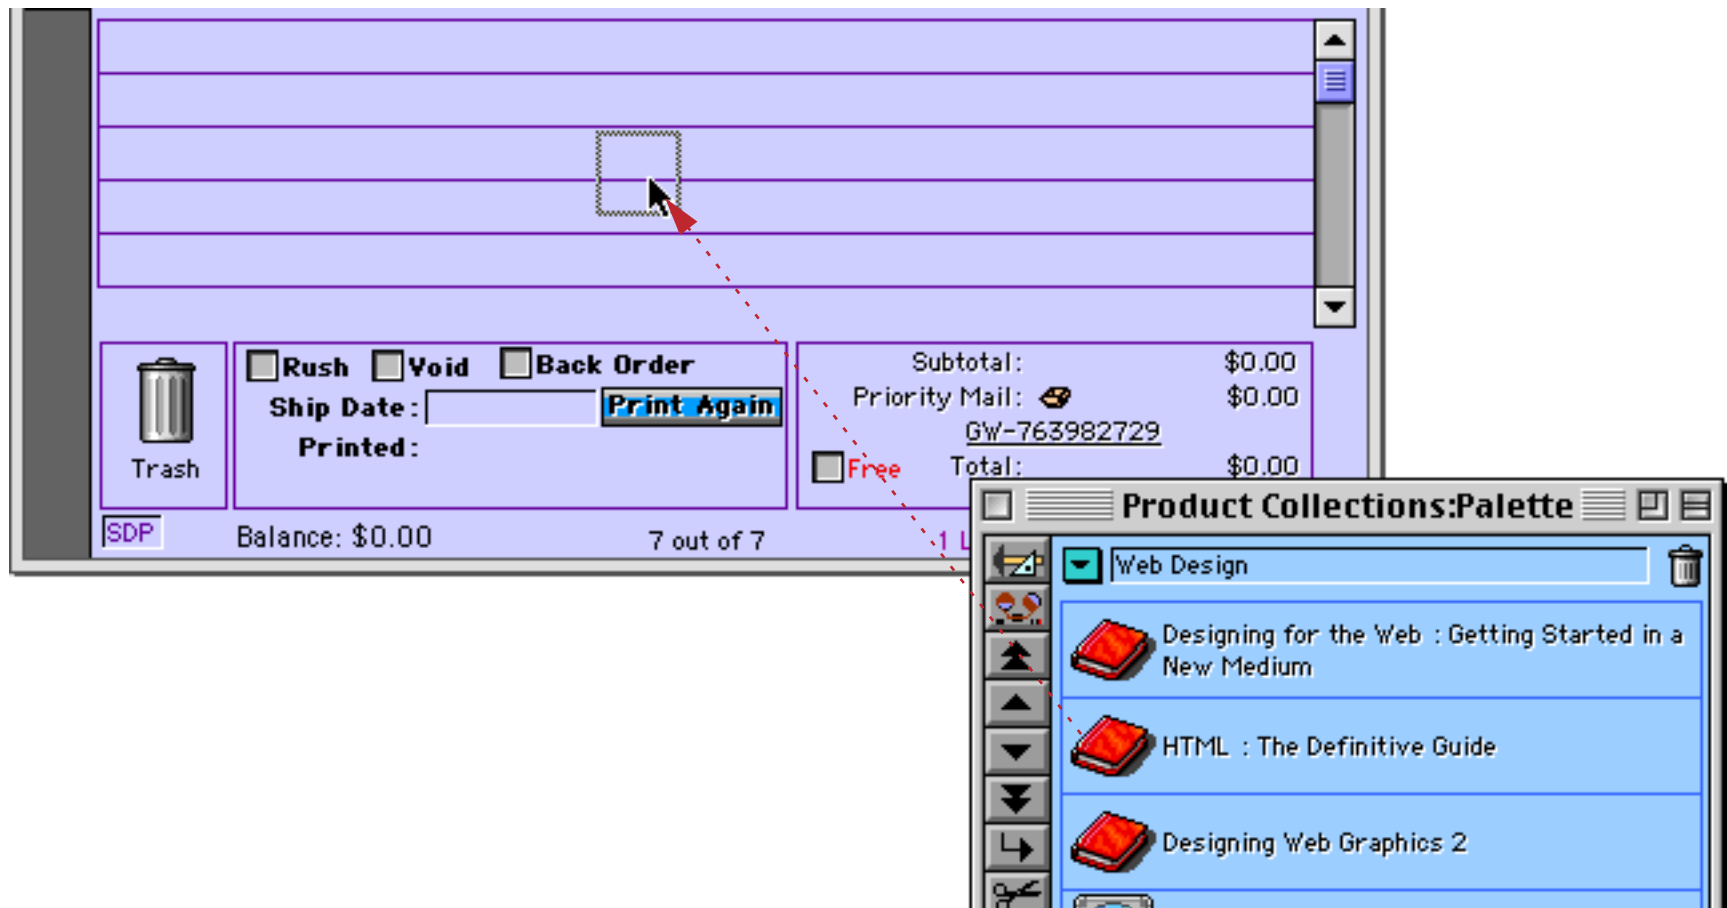 Rush Void Back Order
Ship Date:
Print Again
Printed:
Trash
Subtotal: $0.00
Priority Mail: $0.00
GW-763982729
Free Total: $0.00
SDP Balance: $0.00 7 out of 7 1 L
Product Collections:Palette
Web Design
Designing for the Web : Getting Started in a
New Medium
HTML : The Definitive Guide
Designing Web Graphics 2